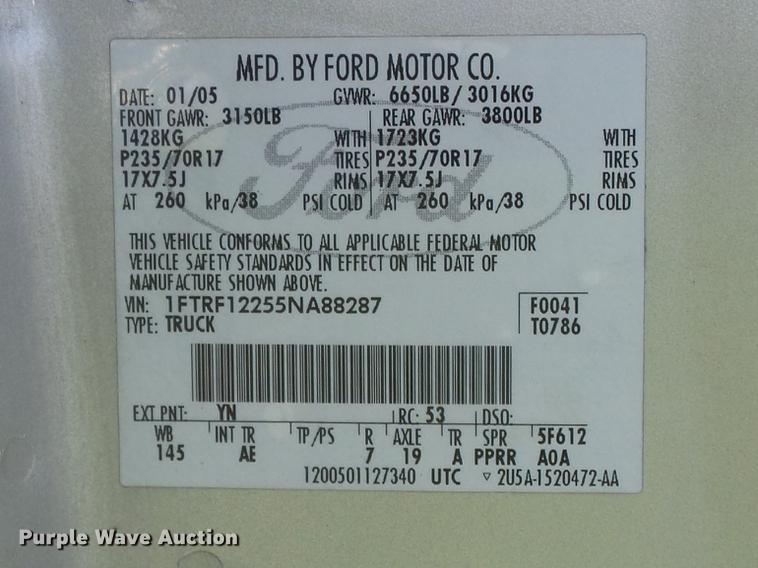 MFD. BY FORD MOTOR CO.
DATE: 01/05 GVWR: 6650LB/ 3016KG
FRONT GAWR: 3150LB REAR GAWR: 3800LB
1428KG WITH 1723KG WITH
P235/70R17 TIRES P235/70R17 TIRES
17X7.5J RIMS 17X7.5J RIMS
AT 260 kPa/38 PSI COLD AT 260 kPa/38 PSI COLD
Ford
THIS VEHICLE CONFORMS TO ALL APPLICABLE FEDERAL MOTOR
VEHICLE SAFETY STANDARDS IN EFFECT ON THE DATE OF
MANUFACTURE SHOWN ABOVE.
VIN: 1FTRF12255NA88287 F0041
TYPE: TRUCK T0786
EXT PNT: YN RC: 53 DSO:
WB INT TR TP/PS R AXLE TR SPR 5F612
145 AE 7 19 A PPRR A0A
1200501127340 UTC ▽ 2U5A-1520472-AA
Purple Wave Auction